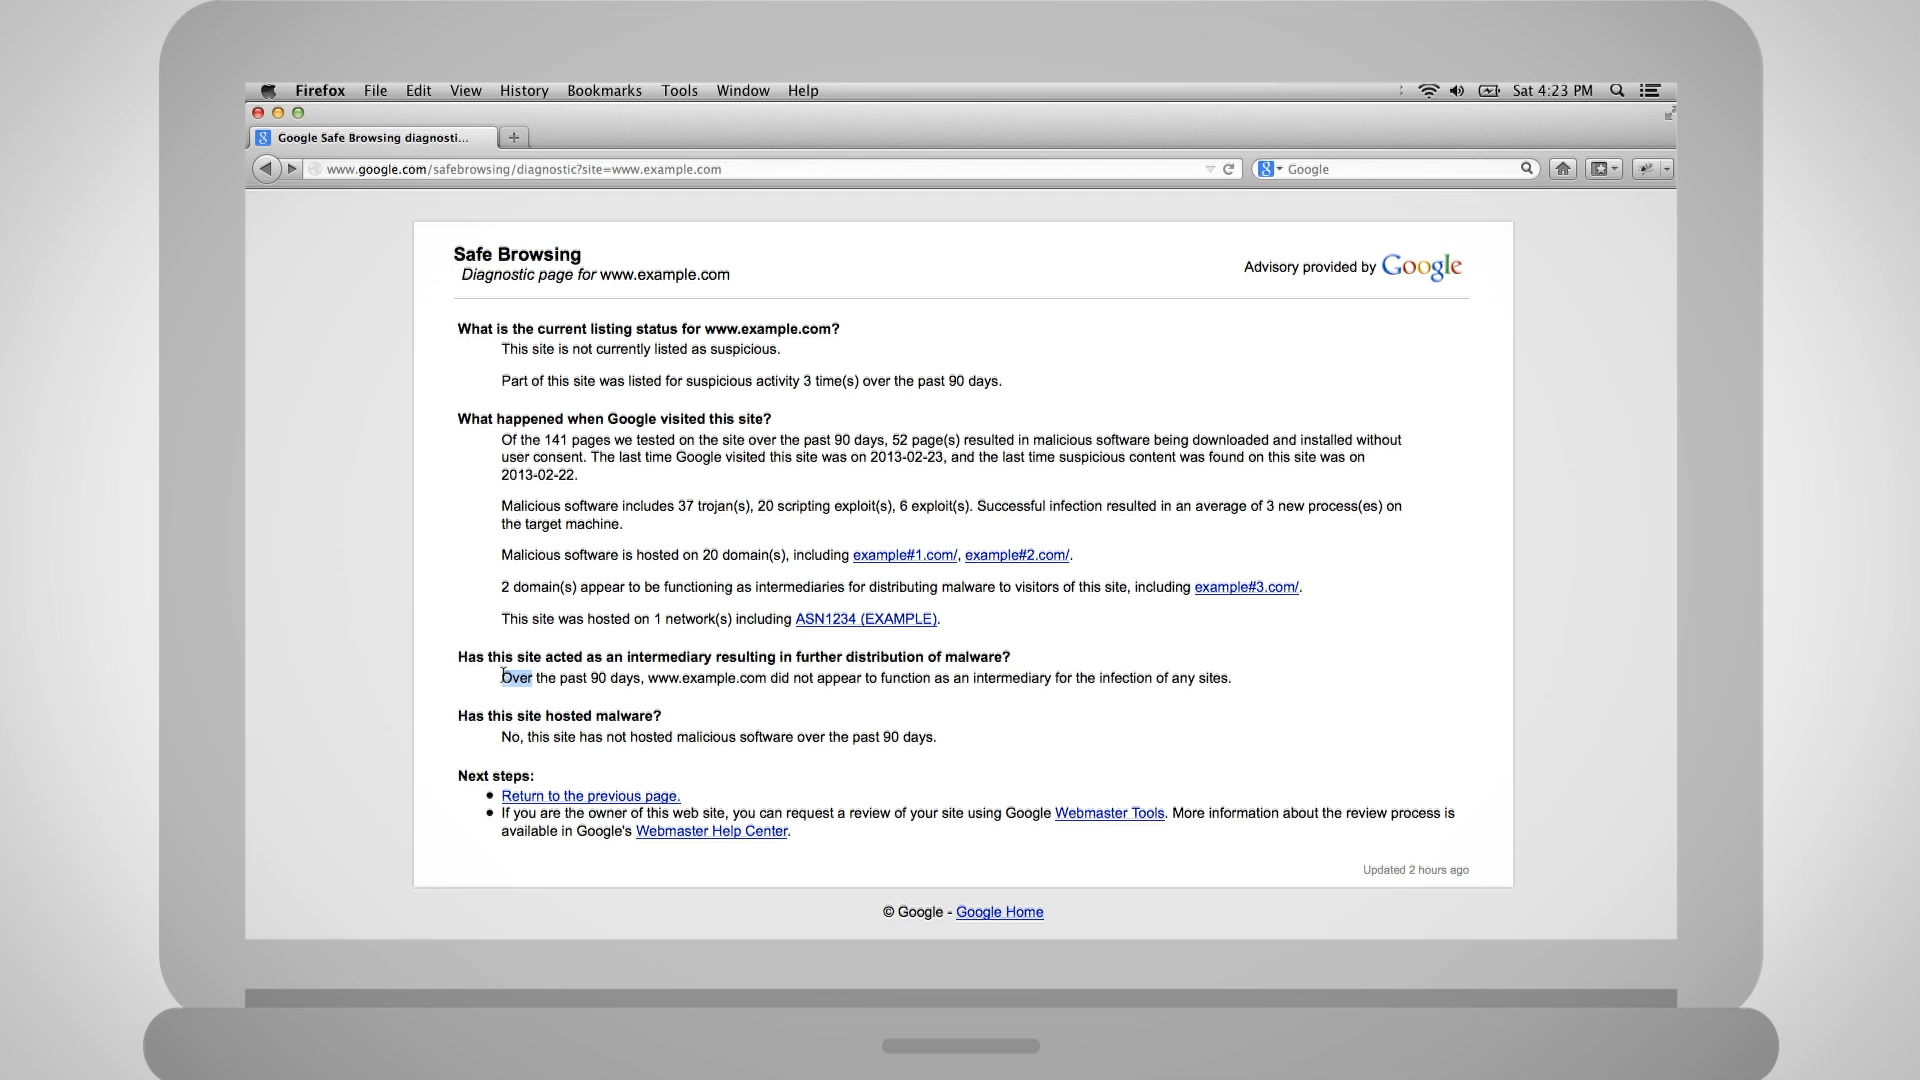 Firefox File Edit View History Bookmarks Tools Window Help Sat 4:23 PM
Google Safe Browsing diagnosti...
www.google.com/safebrowsing/diagnostic?site=www.example.com Google
Safe Browsing
Diagnostic page for www.example.com
Advisory provided by Google
What is the current listing status for www.example.com?
This site is not currently listed as suspicious.
Part of this site was listed for suspicious activity 3 time(s) over the past 90 days.
What happened when Google visited this site?
Of the 141 pages we tested on the site over the past 90 days, 52 page(s) resulted in malicious software being downloaded and installed without
user consent. The last time Google visited this site was on 2013-02-23, and the last time suspicious content was found on this site was on
2013-02-22.
Malicious software includes 37 trojan(s), 20 scripting exploit(s), 6 exploit(s). Successful infection resulted in an average of 3 new process(es) on
the target machine.
Malicious software is hosted on 20 domain(s), including example#1.com/, example#2.com/.
2 domain(s) appear to be functioning as intermediaries for distributing malware to visitors of this site, including example#3.com/.
This site was hosted on 1 network(s) including ASN1234 (EXAMPLE).
Has this site acted as an intermediary resulting in further distribution of malware?
Over the past 90 days, www.example.com did not appear to function as an intermediary for the infection of any sites.
Has this site hosted malware?
No, this site has not hosted malicious software over the past 90 days.
Next steps:
Return to the previous page.
If you are the owner of this web site, you can request a review of your site using Google Webmaster Tools. More information about the review process is
available in Google's Webmaster Help Center.
Updated 2 hours ago
© Google - Google Home